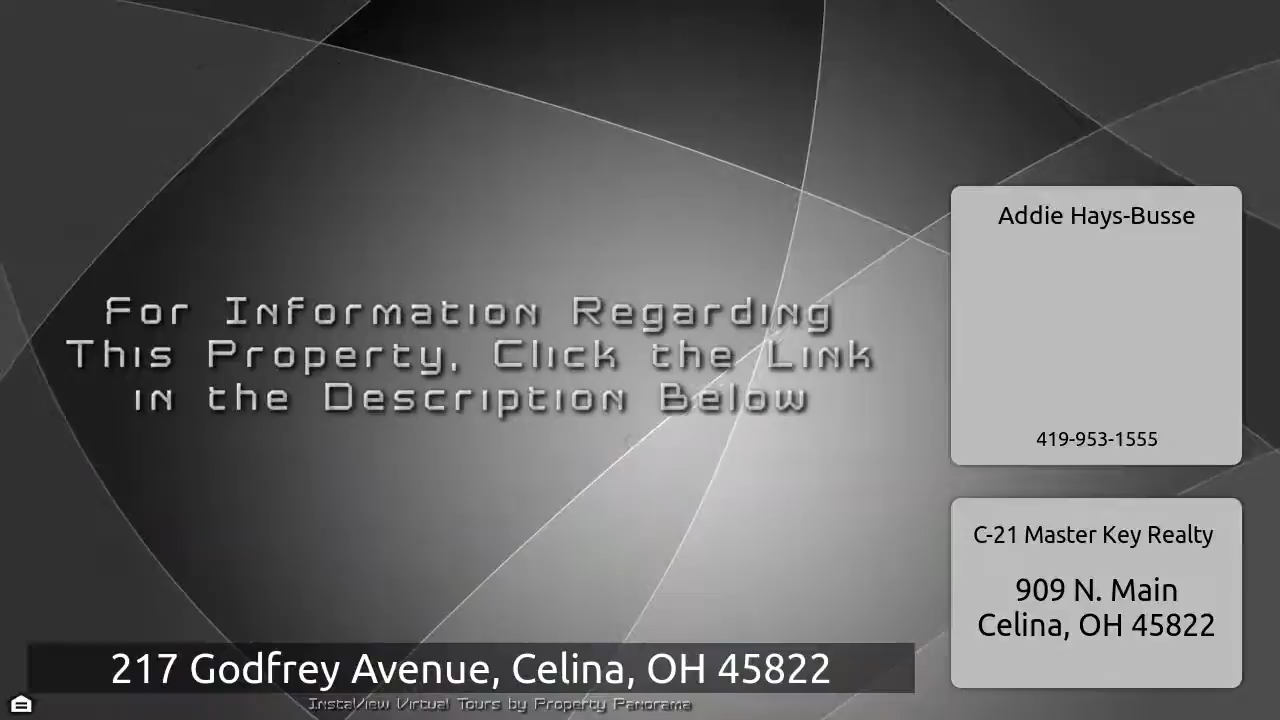 For Information Regarding
This Property, Click the Link
in the Description Below
Addie Hays-Busse
419-953-1555
C-21 Master Key Realty
909 N. Main
Celina, OH 45822
217 Godfrey Avenue, Celina, OH 45822
InstaView Virtual Tours by Property Panorama